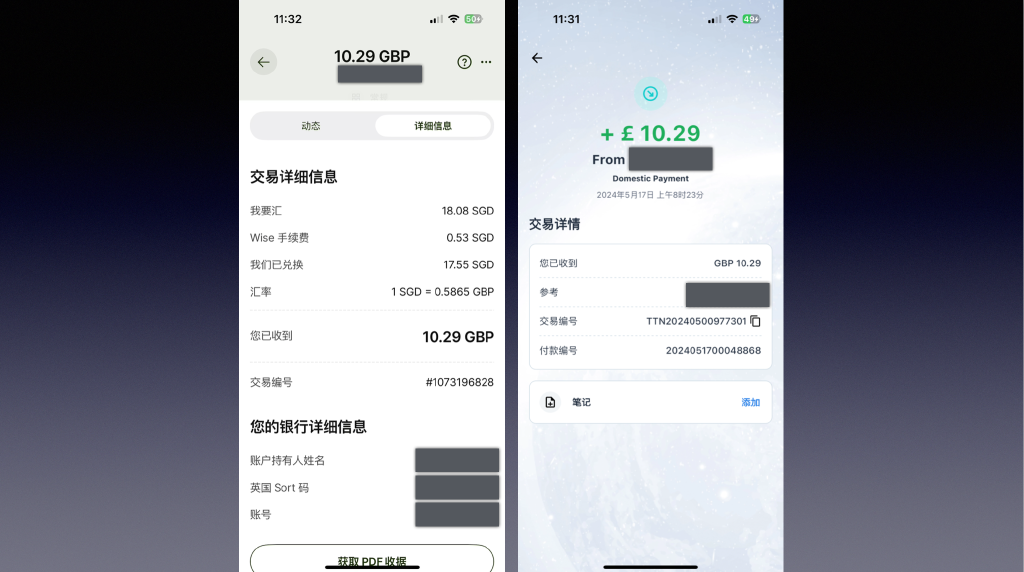 11:32
50
10.29 GBP
动态
详细信息
交易详细信息
我要汇 18.08 SGD
Wise 手续费 0.53 SGD
我们已兑换 17.55 SGD
汇率 1 SGD = 0.5865 GBP
您已收到 10.29 GBP
交易编号 #1073196828
您的银行详细信息
账户持有人姓名
英国 Sort 码
账号
获取 PDF 收据
11:31
49
+ £ 10.29
From
Domestic Payment
2024年5月17日 上午8时23分
交易详情
您已收到 GBP 10.29
参考
交易编号 TTN20240500977301
付款编号 2024051700048868
笔记 添加